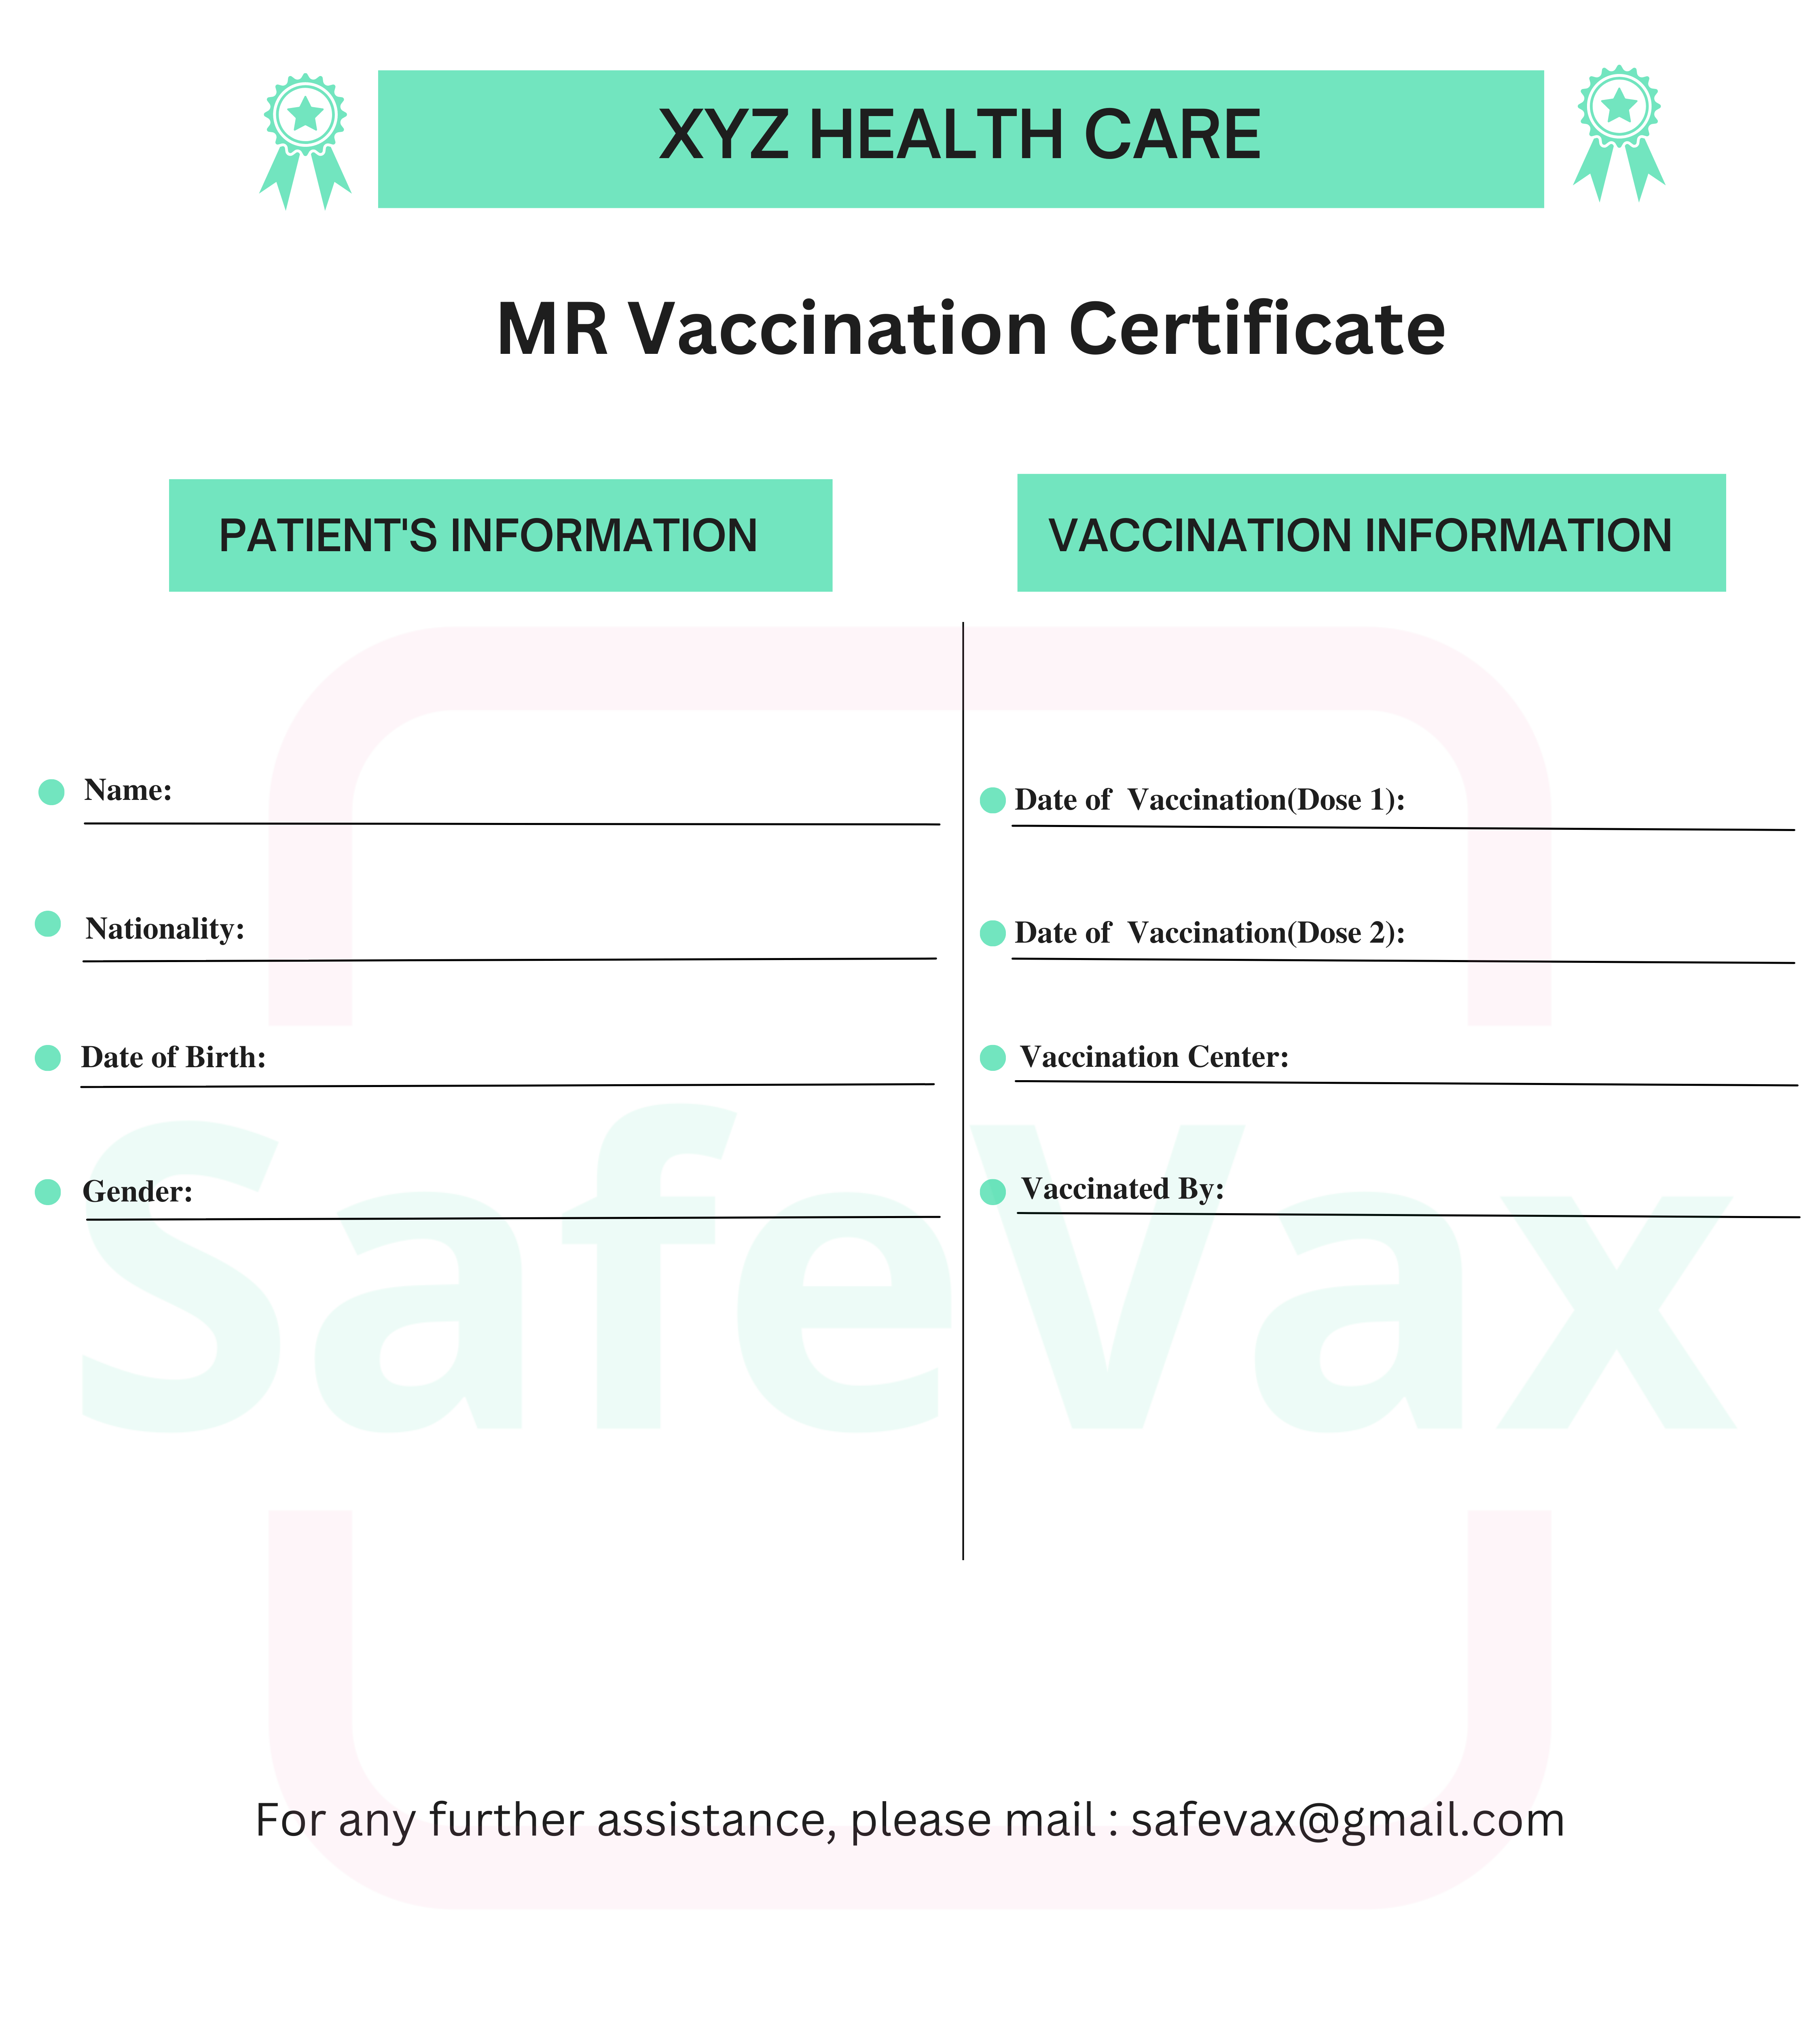 XYZ HEALTH CARE
MR Vaccination Certificate
PATIENT'S INFORMATION
Name:
Nationality:
Date of Birth:
Gender:
VACCINATION INFORMATION
Date of  Vaccination(Dose 1):
Date of  Vaccination(Dose 2):
Vaccination Center:
Vaccinated By:
SafeVax
For any further assistance, please mail : safevax@gmail.com